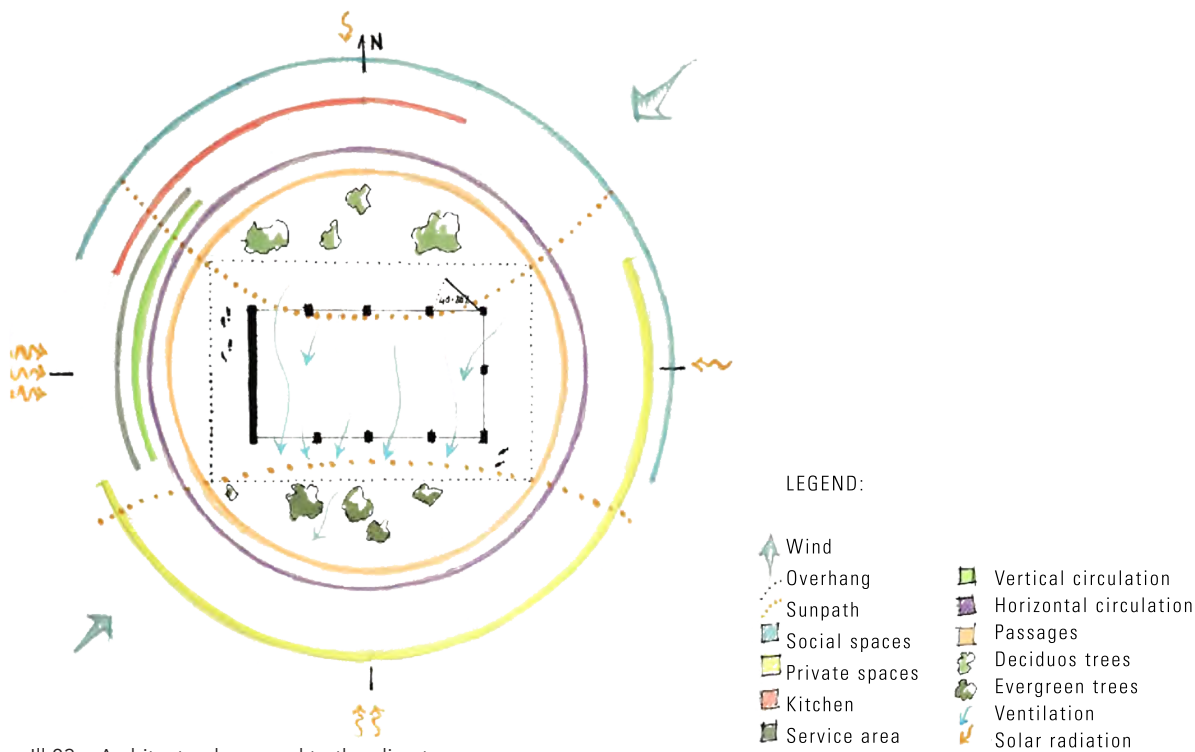 N
LEGEND:
Wind
Overhang
Sunpath
Social spaces
Private spaces
Kitchen
Service area
Vertical circulation
Horizontal circulation
Passages
Deciduos trees
Evergreen trees
Ventilation
Solar radiation